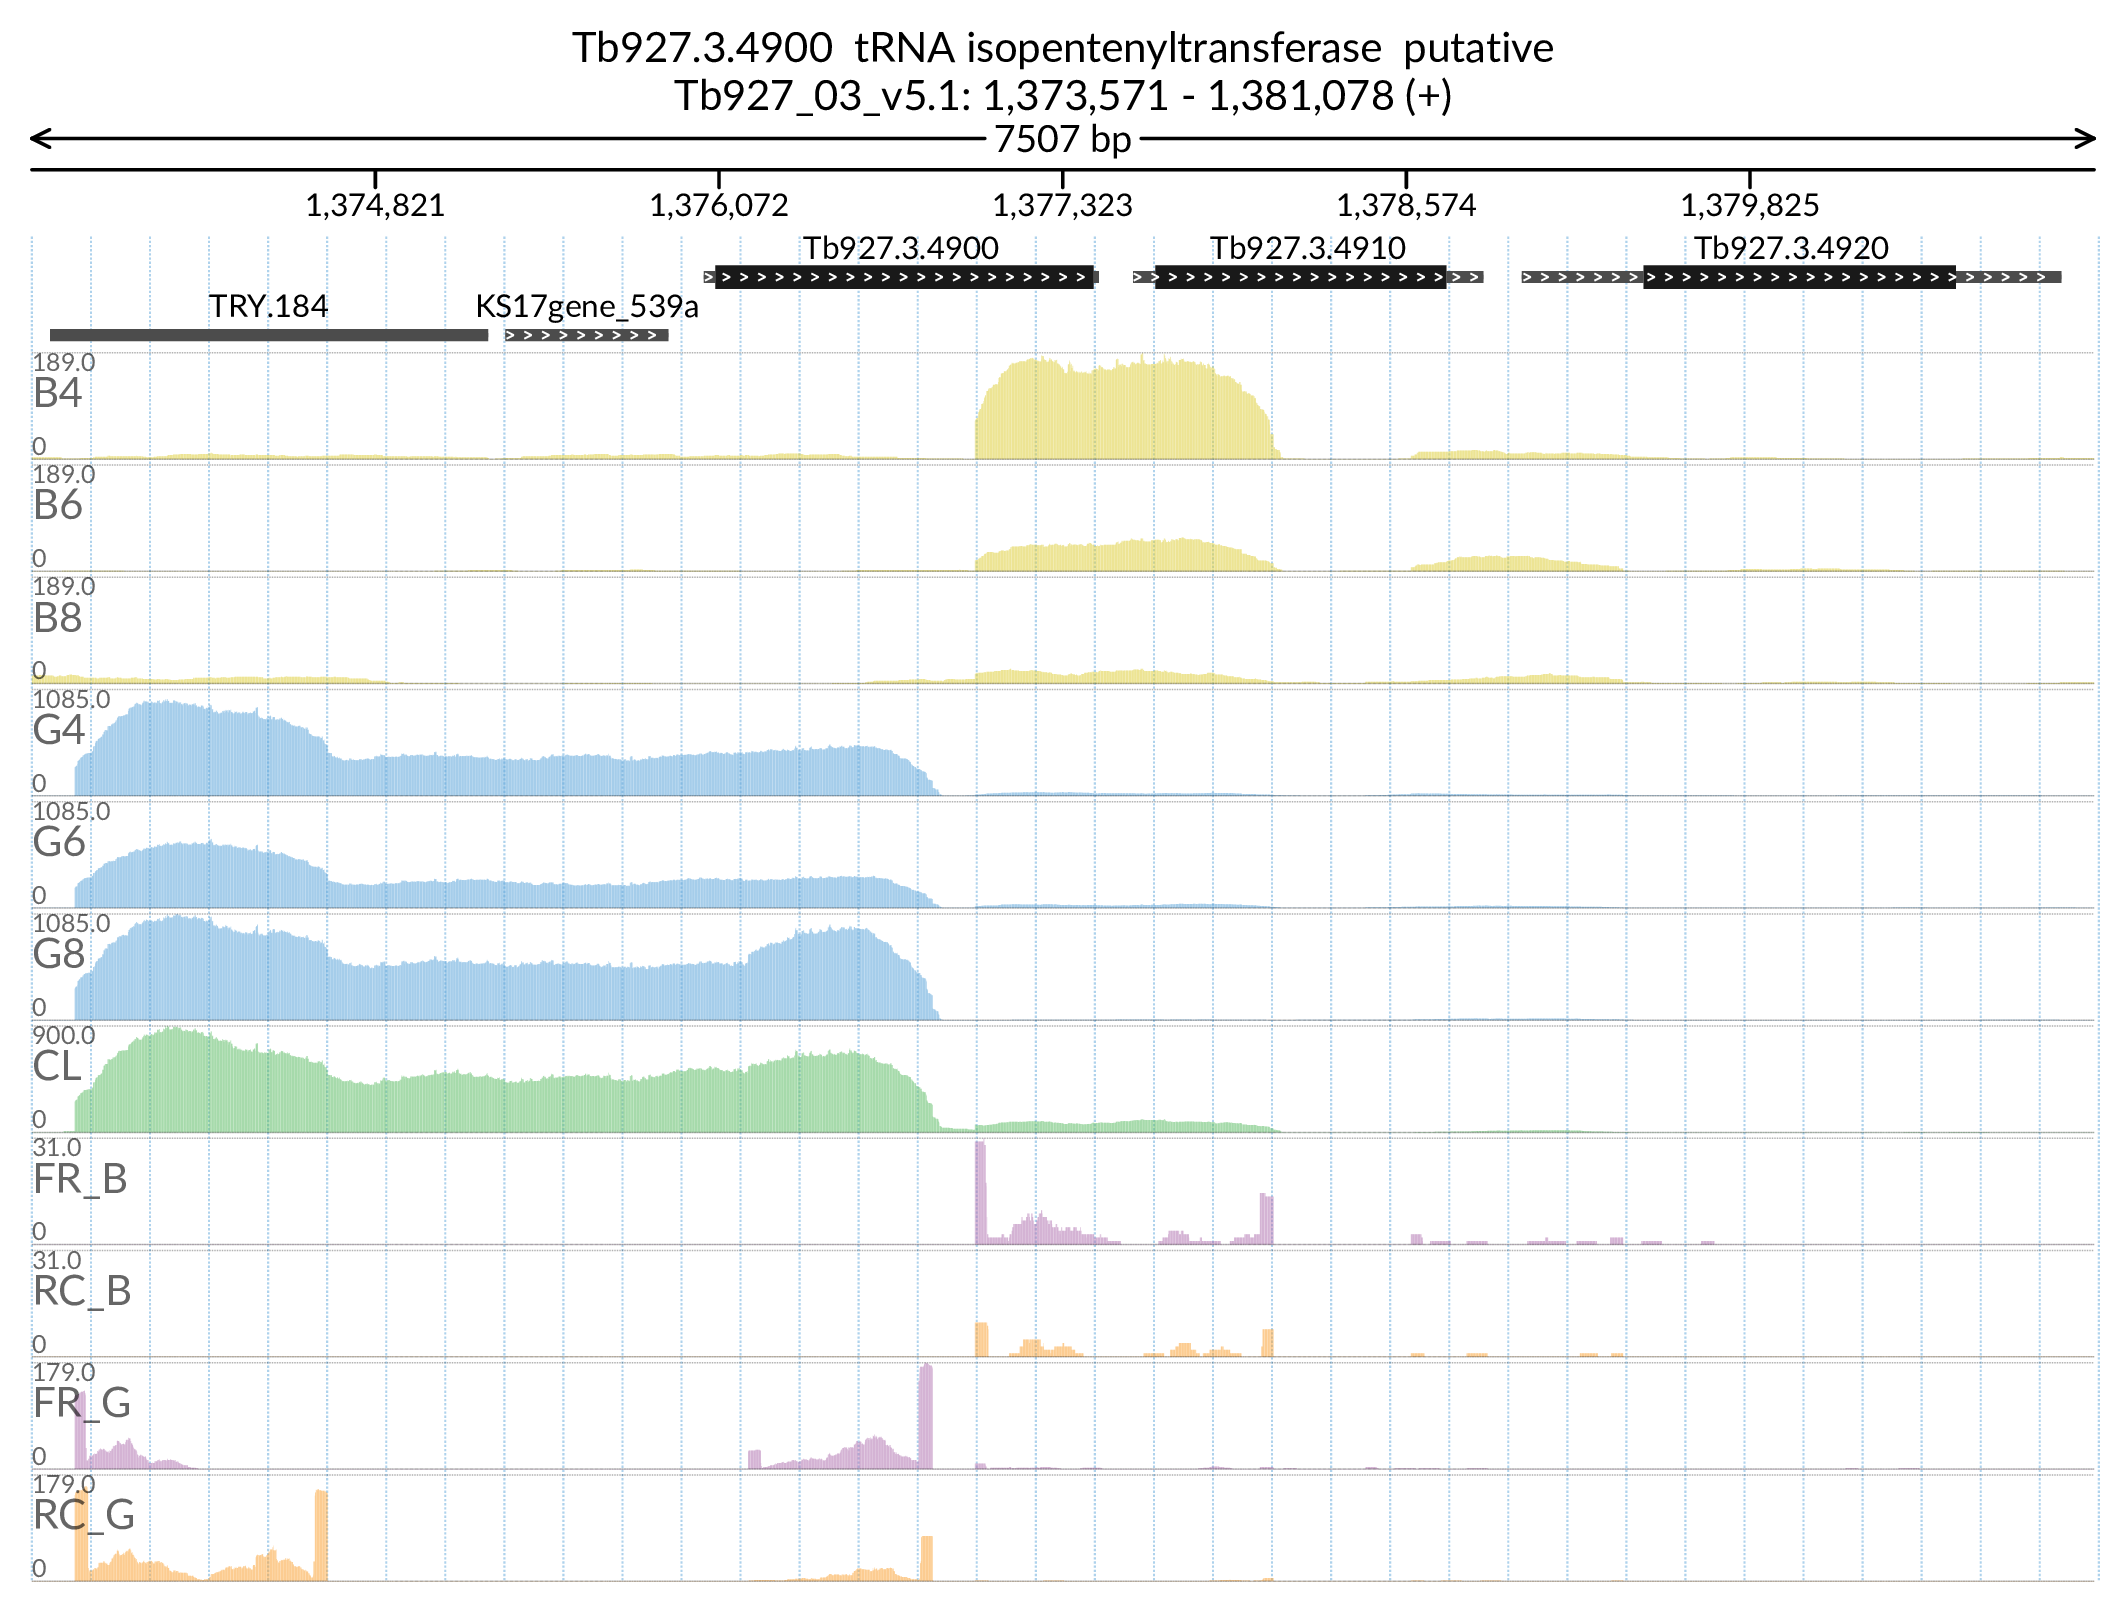 Tb927.3.4900  tRNA isopentenyltransferase  putative
Tb927_03_v5.1: 1,373,571 - 1,381,078 (+)
7507 bp
1,374,821 1,376,072 1,377,323 1,378,574 1,379,825
Tb927.3.4900 Tb927.3.4910 Tb927.3.4920
TRY.184 KS17gene_539a
189.0
B4
0
189.0
B6
0
189.0
B8
0
1085.0
G4
0
1085.0
G6
0
1085.0
G8
0
900.0
CL
0
31.0
FR_B
0
31.0
RC_B
0
179.0
FR_G
0
179.0
RC_G
0